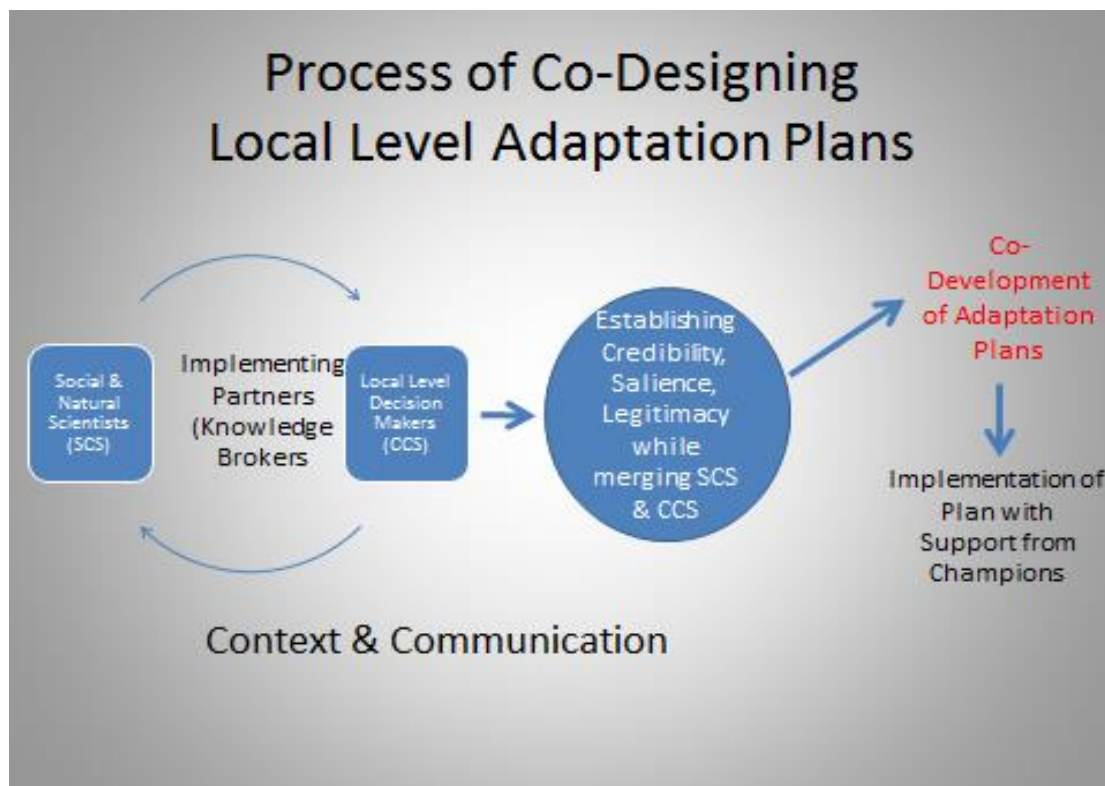 Process of Co-Designing
Local Level Adaptation Plans
Social &
Natural
Scientists
(SCS)
Implementing
Partners
(Knowledge
Brokers
Local Level
Decision
Makers
(CCS)
Establishing
Credibility,
Salience,
Legitimacy
while
merging SCS
& CCS
Co-
Development
of Adaptation
Plans
Implementation of
Plan with
Support from
Champions
Context & Communication